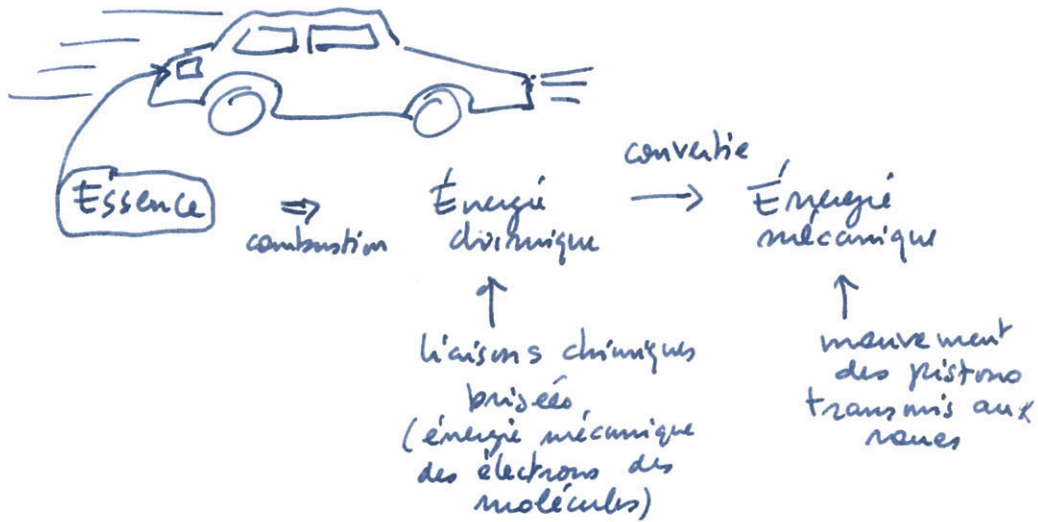 convertie
Essence
⇒
combustion
Énergie
chimique
→
Énergie
mécanique
↑
liaisons chimiques
brisées
(énergie mécanique
des électrons des
molécules)
↑
mouvement
des pistons
transmis aux
roues